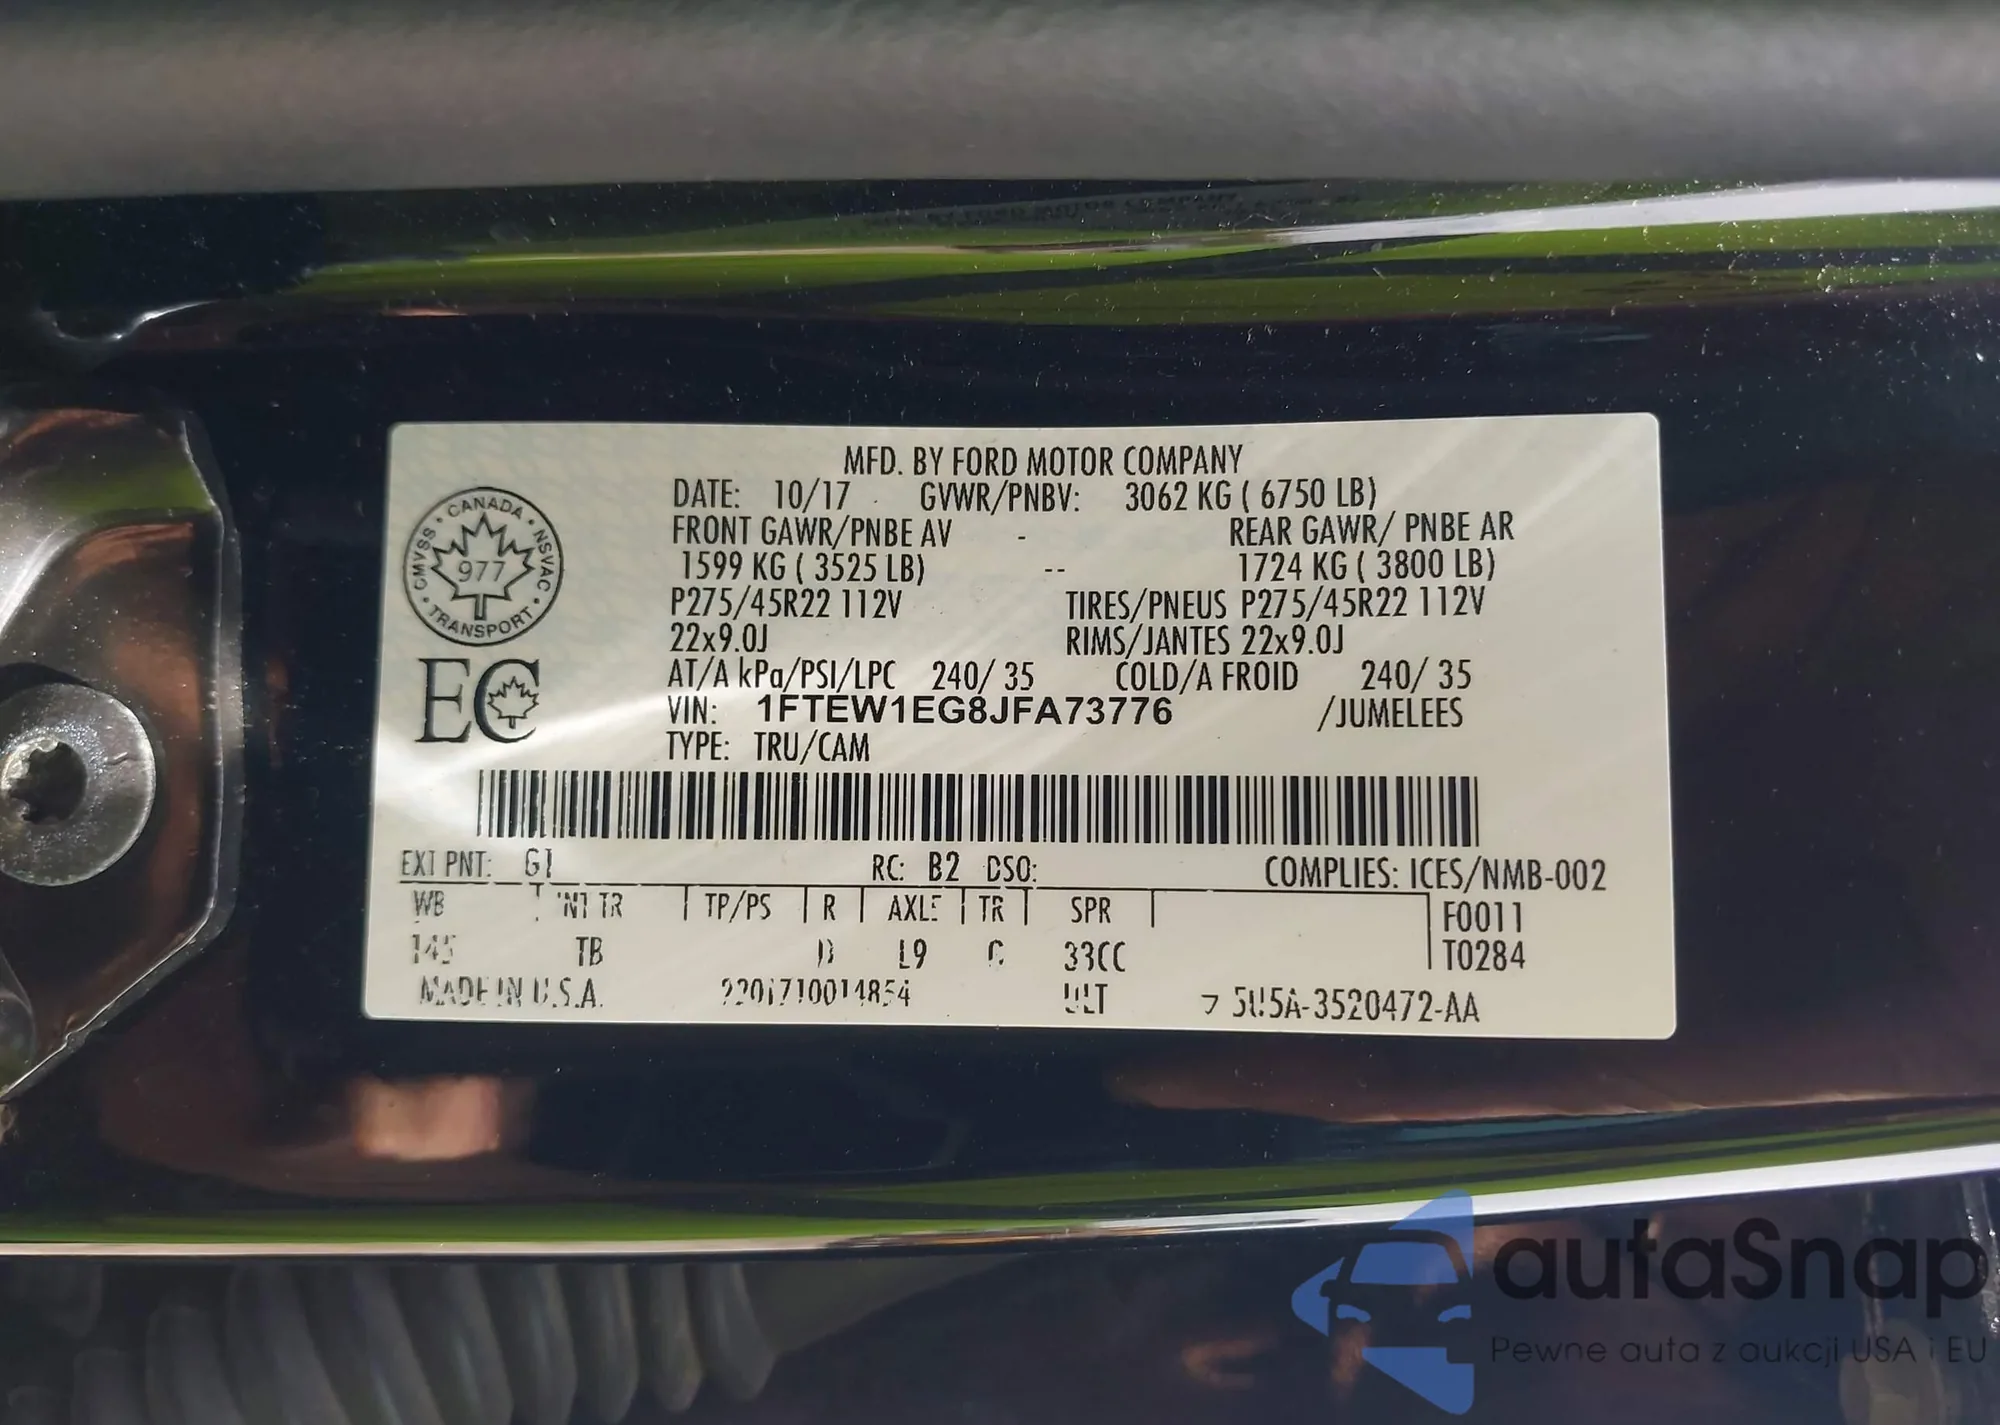 MFD. BY FORD MOTOR COMPANY
DATE: 10/17 GVWR/PNBV: 3062 KG ( 6750 LB)
FRONT GAWR/PNBE AV - REAR GAWR/ PNBE AR
1599 KG ( 3525 LB) -- 1724 KG ( 3800 LB)
P275/45R22 112V TIRES/PNEUS P275/45R22 112V
22x9.0J RIMS/JANTES 22x9.0J
AT/A kPa/PSI/LPC 240/ 35 COLD/A FROID 240/ 35
VIN: 1FTEW1EG8JFA73776 /JUMELEES
TYPE: TRU/CAM
CANADA · NSVAC · TRANSPORT · CMVSS
977
EC
EXT PNT: G1 RC: B2 DSO: COMPLIES: ICES/NMB-002
WB INT TR TP/PS R AXLE TR SPR F0011
145 TB L9 33CC T0284
MADE IN U.S.A. 2201710014854 ULT 5U5A-3520472-AA
autaSnap
Pewne auta z aukcji USA i EU